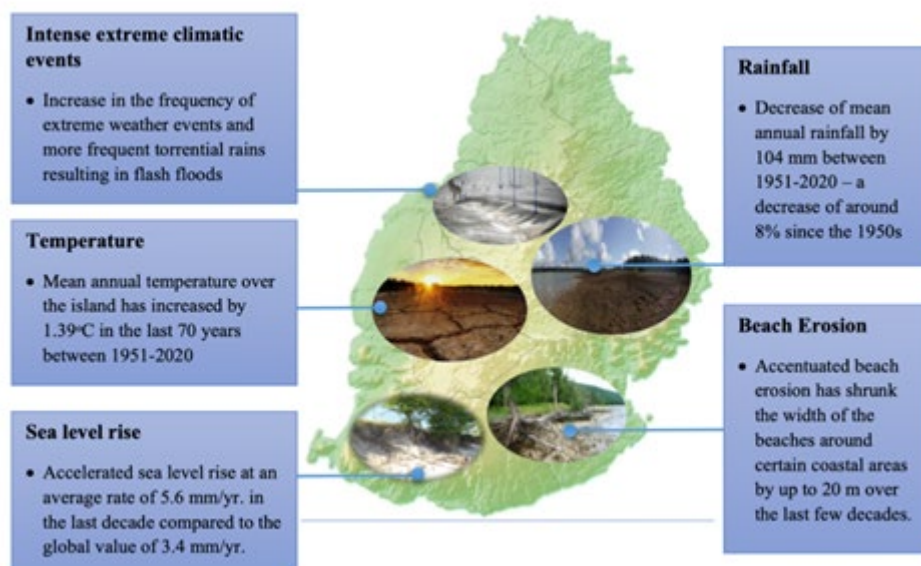 Intense extreme climatic
events
• Increase in the frequency of
extreme weather events and
more frequent torrential rains
resulting in flash floods
Temperature
• Mean annual temperature over
the island has increased by
1.39°C in the last 70 years
between 1951-2020
Sea level rise
• Accelerated sea level rise at an
average rate of 5.6 mm/yr. in
the last decade compared to the
global value of 3.4 mm/yr.
Rainfall
• Decrease of mean
annual rainfall by
104 mm between
1951-2020 – a
decrease of around
8% since the 1950s
Beach Erosion
• Accentuated beach
erosion has shrunk
the width of the
beaches around
certain coastal areas
by up to 20 m over
the last few decades.